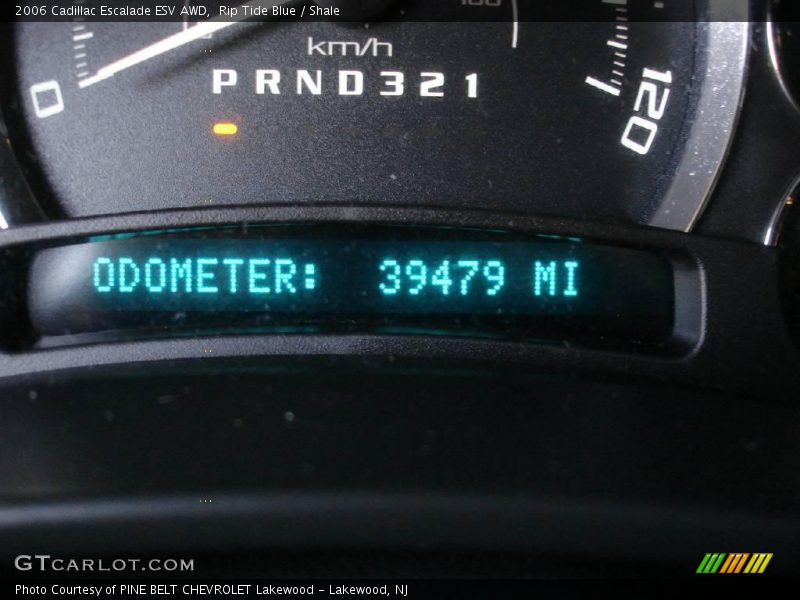 2006 Cadillac Escalade ESV AWD,  Rip Tide Blue / Shale
km/h
PRND321
0
120
ODOMETER: 39479 MI
GTCARLOT.COM
Photo Courtesy of PINE BELT CHEVROLET Lakewood - Lakewood, NJ